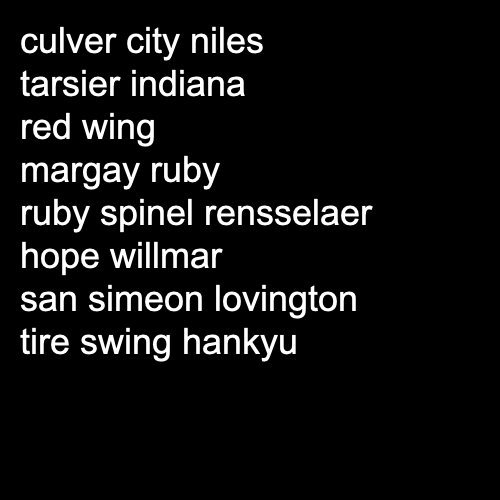 culver city niles
tarsier indiana
red wing
margay ruby
ruby spinel rensselaer
hope willmar
san simeon lovington
tire swing hankyu